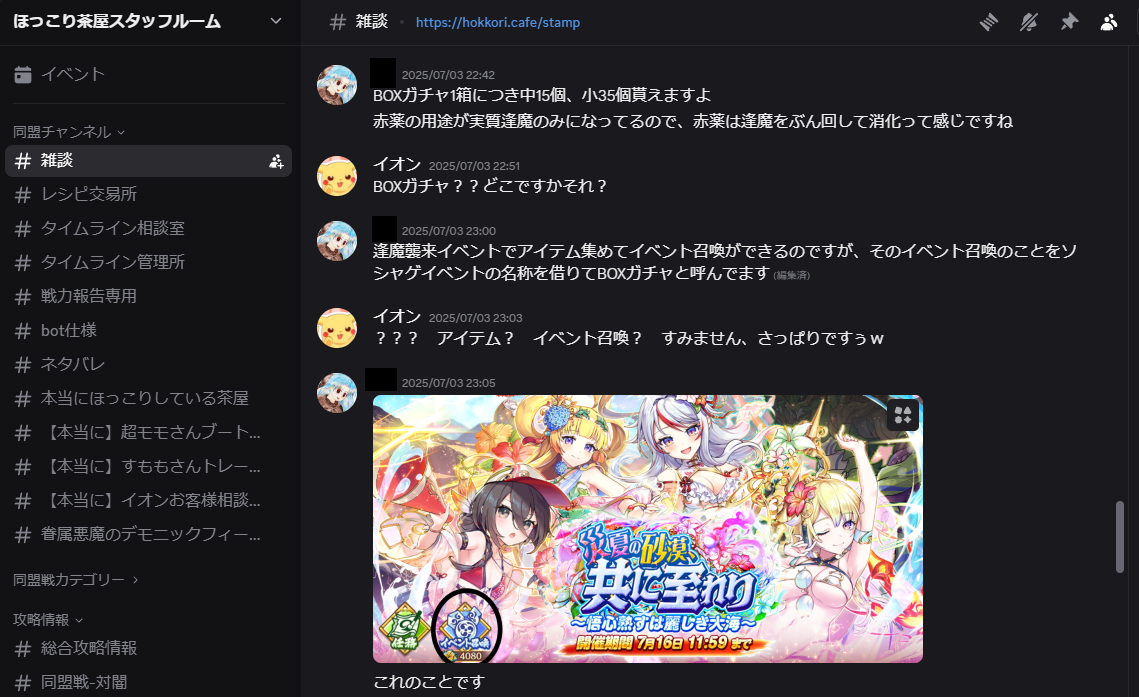 ほっこり茶屋スタッフルーム
イベント
同盟チャンネル
雑談
レシピ交易所
タイムライン相談室
タイムライン管理所
戦力報告専用
bot仕様
ネタバレ
本当にほっこりしている茶屋
【本当に】超モモさんブート...
【本当に】すももさんトレー...
【本当に】イオンお客様相談...
眷属悪魔のデモニックフィー...
同盟戦カテゴリー
攻略情報
総合攻略情報
同盟戦-対闇
# 雑談 • https://hokkori.cafe/stamp
2025/07/03 22:42
BOXガチャ1箱につき中15個、小35個貰えますよ
赤薬の用途が実質逢魔のみになってるので、赤薬は逢魔をぶん回して消化って感じですね
イオン 2025/07/03 22:51
BOXガチャ？？どこですかそれ？
2025/07/03 23:00
逢魔襲来イベントでアイテム集めてイベント召喚ができるのですが、そのイベント召喚のことをソ
シャゲイベントの名称を借りてBOXガチャと呼んでます (編集済)
イオン 2025/07/03 23:03
？？？　アイテム？　イベント召喚？　すみません、さっぱりですぅｗ
2025/07/03 23:05
夏の砂漠、
共に至れり
～悟心熟すは麗しき大海～
開催期間 7月16日 11:59 まで
任務
イベント召喚
4080
これのことです